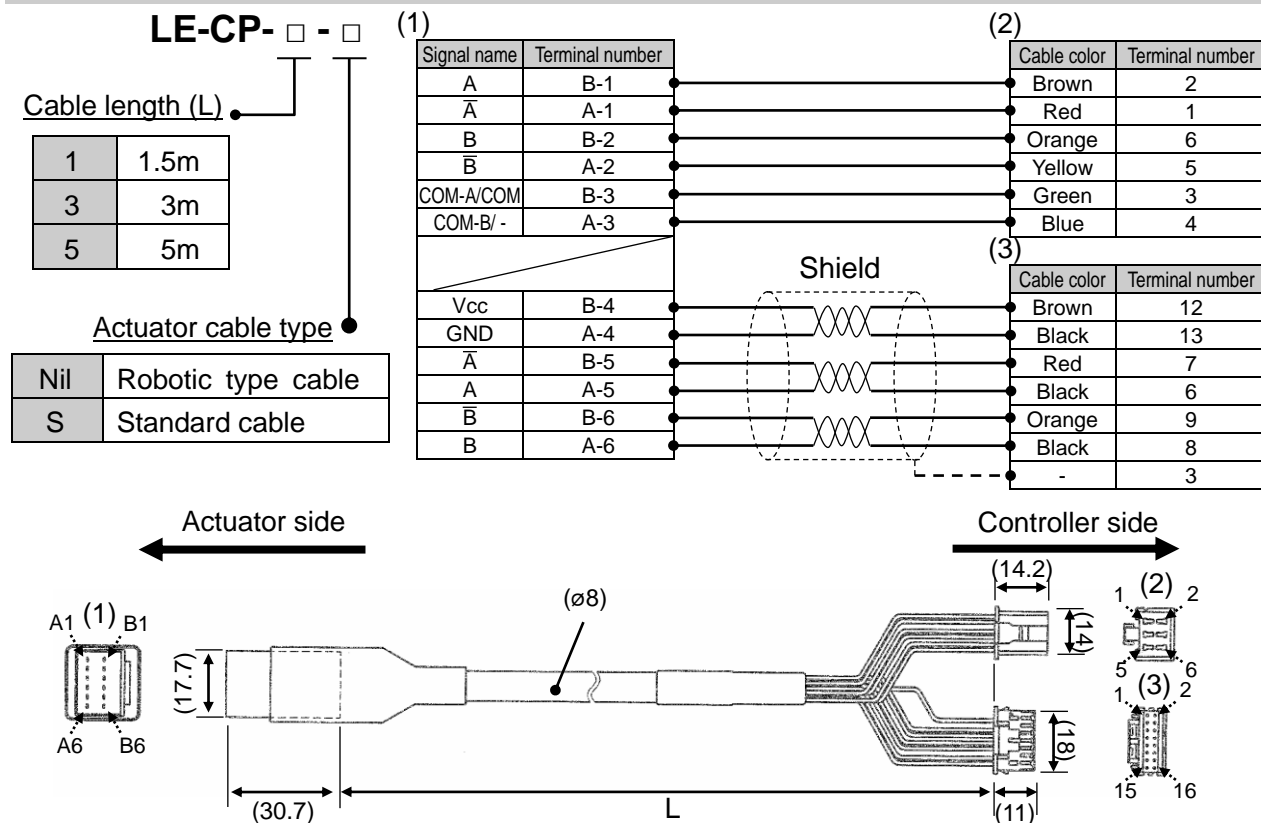 LE-CP- □ - □
Cable length (L)
1 1.5m
3 3m
5 5m
Actuator cable type
Nil Robotic type cable
S Standard cable
(1)
Signal name Terminal number
A B-1
A̅ A-1
B B-2
B̅ A-2
COM-A/COM B-3
COM-B/ - A-3
Vcc B-4
GND A-4
A̅ B-5
A A-5
B̅ B-6
B A-6
Shield
(2)
Cable color Terminal number
Brown 2
Red 1
Orange 6
Yellow 5
Green 3
Blue 4
(3)
Cable color Terminal number
Brown 12
Black 13
Red 7
Black 6
Orange 9
Black 8
- 3
Actuator side
Controller side
(1)
A1 B1
A6 B6
(17.7)
(30.7)
(ø8)
L
(14.2)
(14)
(18)
(11)
(2)
1 2
5 6
(3)
1 2
15 16